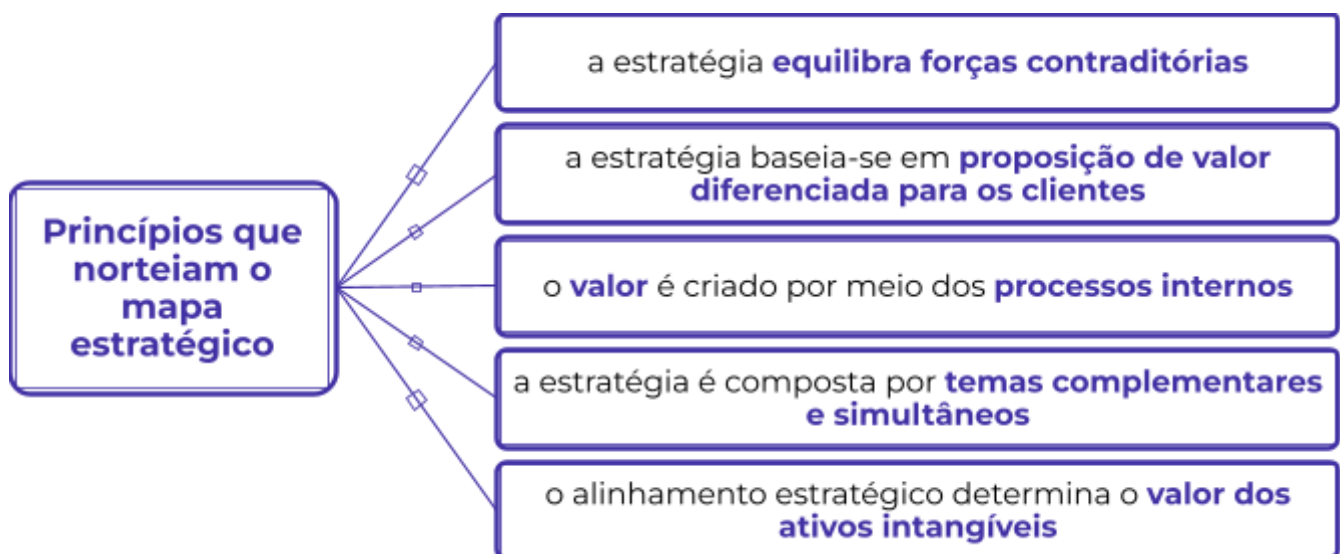 a estratégia equilibra forças contraditórias
a estratégia baseia-se em proposição de valor
diferenciada para os clientes
Princípios que
norteiam o
mapa
estratégico
o valor é criado por meio dos processos internos
a estratégia é composta por temas complementares
e simultâneos
o alinhamento estratégico determina o valor dos
ativos intangíveis